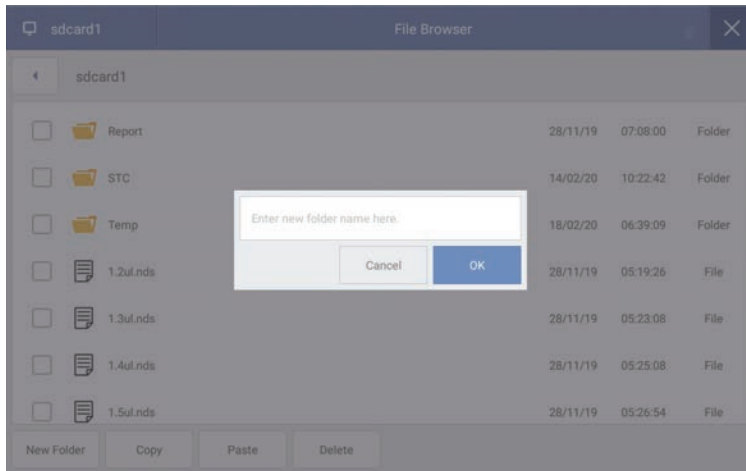 sdcard1 File Browser
sdcard1
Report 28/11/19 07:08:00 Folder
STC 14/02/20 10:22:42 Folder
Temp 18/02/20 06:39:09 Folder
Enter new folder name here.
Cancel OK
1.2ul.nds 28/11/19 05:19:26 File
1.3ul.nds 28/11/19 05:23:08 File
1.4ul.nds 28/11/19 05:25:08 File
1.5ul.nds 28/11/19 05:26:54 File
New Folder Copy Paste Delete